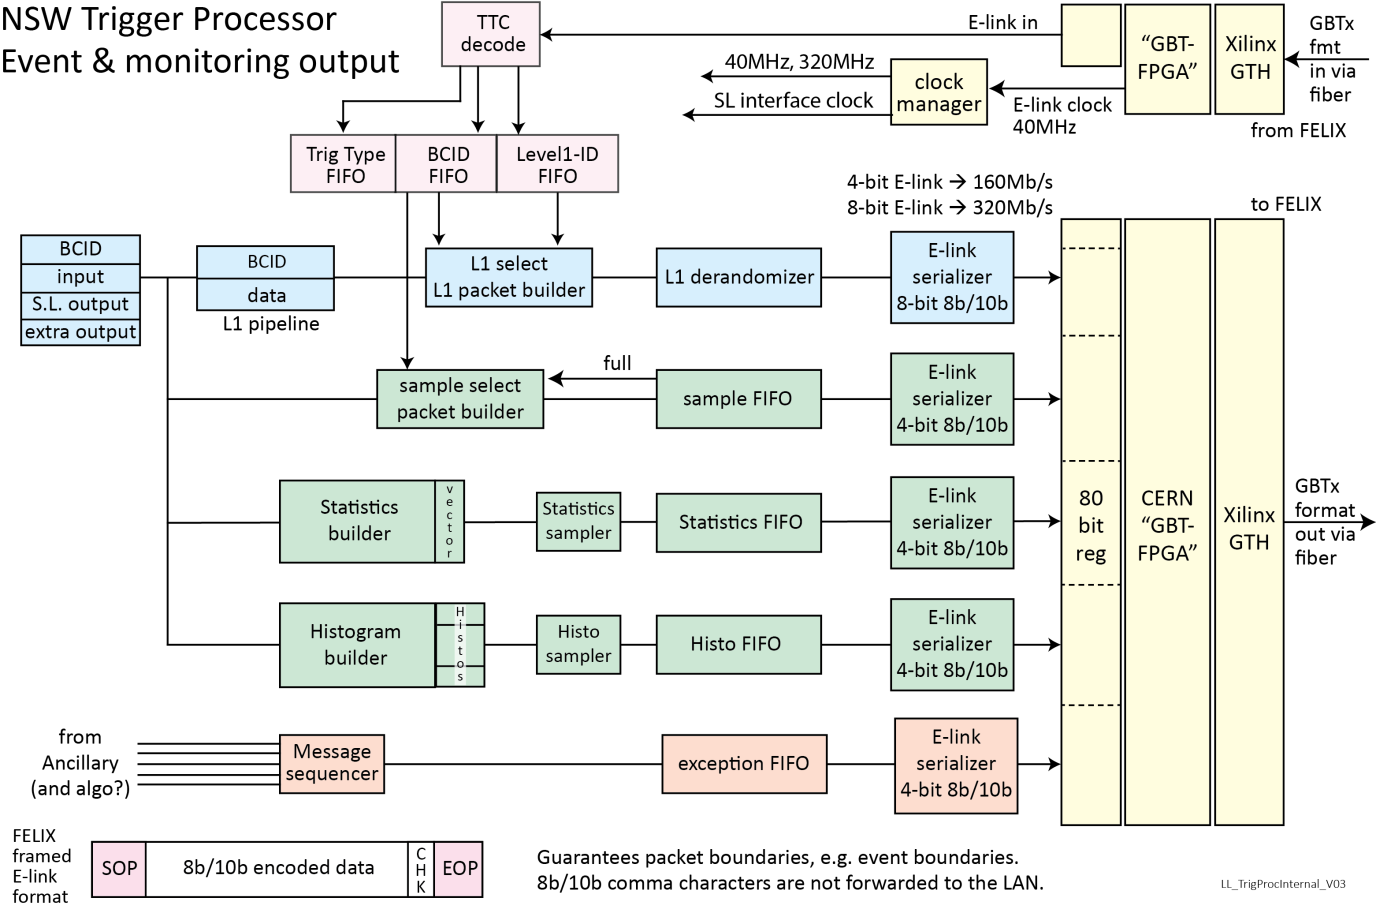 NSW Trigger Processor
Event & monitoring output
TTC
decode
E-link in
"GBT-
FPGA"
Xilinx
GTH
GBTx
fmt
in via
fiber
from FELIX
40MHz, 320MHz
SL interface clock
clock
manager
E-link clock
40MHz
Trig Type
FIFO
BCID
FIFO
Level1-ID
FIFO
4-bit E-link → 160Mb/s
8-bit E-link → 320Mb/s
to FELIX
BCID
input
S.L. output
extra output
BCID
data
L1 pipeline
L1 select
L1 packet builder
L1 derandomizer
E-link
serializer
8-bit 8b/10b
sample select
packet builder
full
sample FIFO
E-link
serializer
4-bit 8b/10b
Statistics
builder
vector
Statistics
sampler
Statistics FIFO
E-link
serializer
4-bit 8b/10b
80
bit
reg
CERN
"GBT-
FPGA"
Xilinx
GTH
GBTx
format
out via
fiber
Histogram
builder
Histos
Histo
sampler
Histo FIFO
E-link
serializer
4-bit 8b/10b
from
Ancillary
(and algo?)
Message
sequencer
exception FIFO
E-link
serializer
4-bit 8b/10b
FELIX
framed
E-link
format
SOP
8b/10b encoded data
CHK
EOP
Guarantees packet boundaries, e.g. event boundaries.
8b/10b comma characters are not forwarded to the LAN.
LL_TrigProcInternal_V03